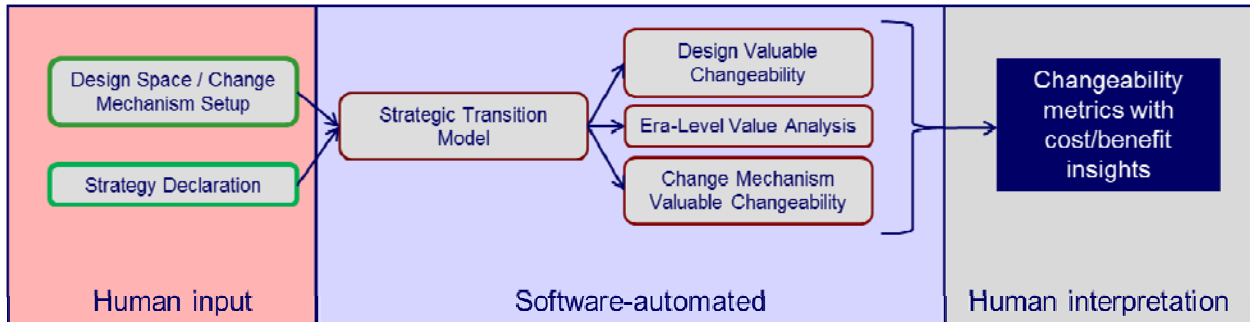 Design Space / Change
Mechanism Setup
Strategy Declaration
Strategic Transition
Model
Design Valuable
Changeability
Era-Level Value Analysis
Change Mechanism
Valuable Changeability
Changeability
metrics with
cost/benefit
insights
Human input
Software-automated
Human interpretation